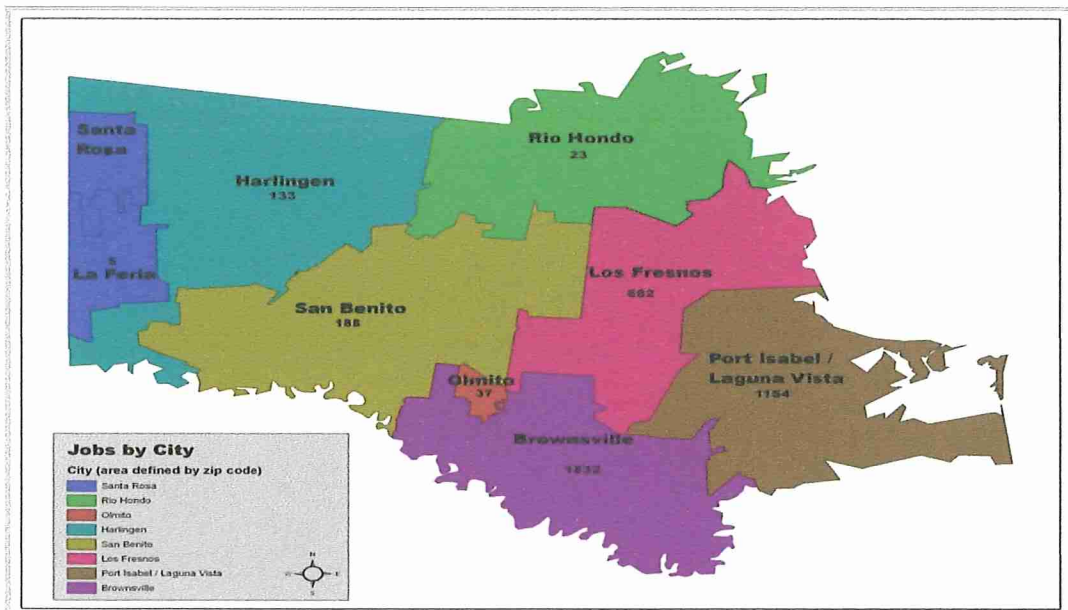 Santa
Rosa
Rio Hondo
23
Harlingen
133
5
La Feria
Los Fresnos
662
San Benito
188
Port Isabel /
Laguna Vista
1184
Olmito
37
Brownsville
1832
Jobs by City
City (area defined by zip code)
Santa Rosa
Rio Hondo
Olmito
Harlingen
San Benito
Los Fresnos
Port Isabel / Laguna Vista
Brownsville
N
E
S